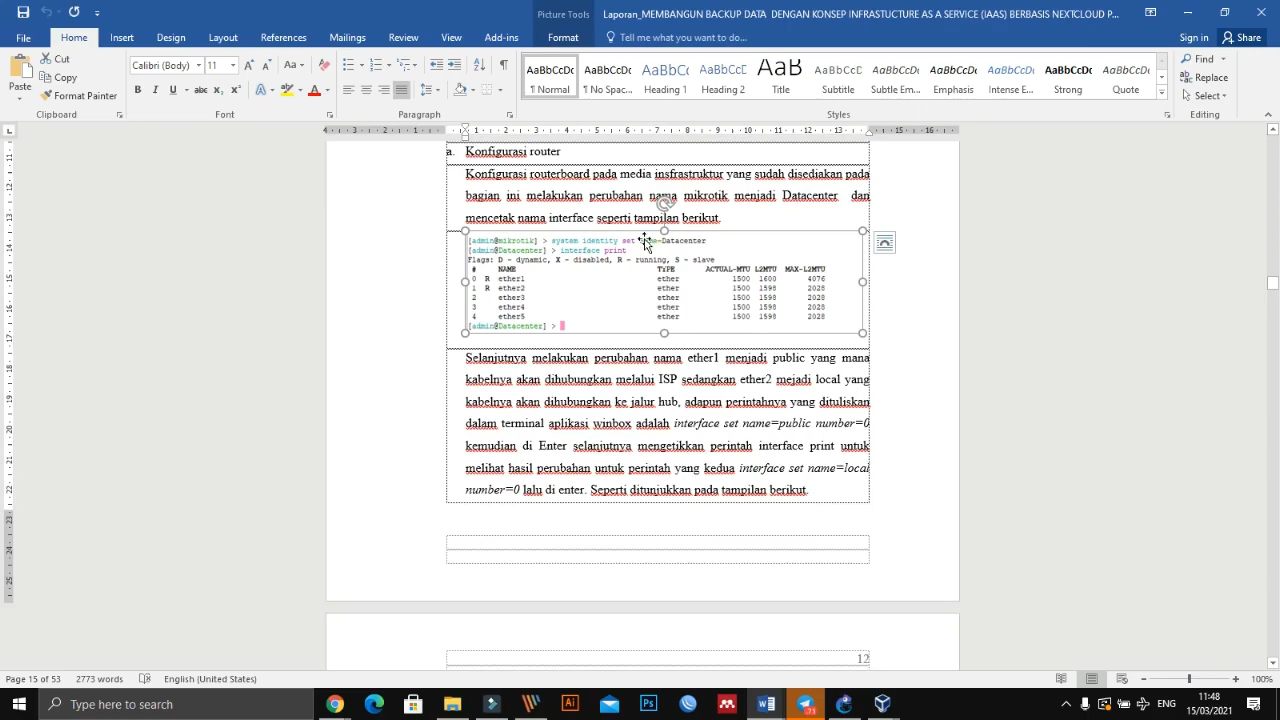 Picture Tools
Laporan_MEMBANGUN BACKUP DATA DENGAN KONSEP INFRASTUCTURE AS A SERVICE (IAAS) BERBASIS NEXTCLOUD P...
File Home Insert Design Layout References Mailings Review View Add-ins Format Tell me what you want to do... Sign in Share
Paste
Cut
Copy
Format Painter
Clipboard
Calibri (Body) 11
Font
Paragraph
AaBbCcDc AaBbCcDc AaBbCc AaBbCcD AaB AaBbCcD AaBbCcDc AaBbCcDc AaBbCcDc AaBbCcDc AaBbCcDc
¶ Normal ¶ No Spac... Heading 1 Heading 2 Title Subtitle Subtle Em... Emphasis Intense E... Strong Quote
Styles
Find
Replace
Select
Editing
a. Konfigurasi router
Konfigurasi routerboard pada media insfrastruktur yang sudah disediakan pada
bagian ini melakukan perubahan nama mikrotik menjadi Datacenter dan
mencetak nama interface seperti tampilan berikut.
[admin@mikrotik] > system identity set name=Datacenter
[admin@Datacenter] > interface print
Flags: D - dynamic, X - disabled, R - running, S - slave
# NAME TYPE ACTUAL-MTU L2MTU MAX-L2MTU
0 R ether1 ether 1500 1600 4076
1 R ether2 ether 1500 1598 2028
2 ether3 ether 1500 1598 2028
3 ether4 ether 1500 1598 2028
4 ether5 ether 1500 1598 2028
[admin@Datacenter] >
Selanjutnya melakukan perubahan nama ether1 menjadi public yang mana
kabelnya akan dihubungkan melalui ISP sedangkan ether2 mejadi local yang
kabelnya akan dihubungkan ke jalur hub, adapun perintahnya yang dituliskan
dalam terminal aplikasi winbox adalah interface set name=public number=0
kemudian di Enter selanjutnya mengetikkan perintah interface print untuk
melihat hasil perubahan untuk perintah yang kedua interface set name=local
number=0 lalu di enter. Seperti ditunjukkan pada tampilan berikut.
12
Page 15 of 53 2773 words English (United States) 100%
Type here to search
ENG
11:48
15/03/2021